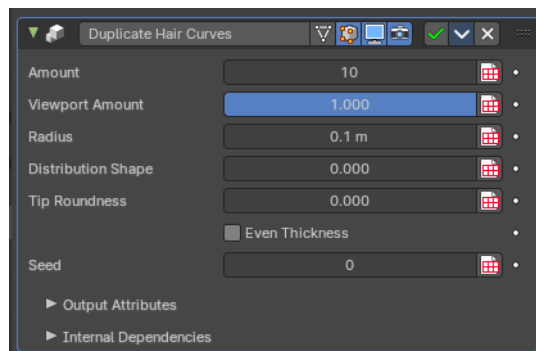 Duplicate Hair Curves
Amount 10
Viewport Amount 1.000
Radius 0.1 m
Distribution Shape 0.000
Tip Roundness 0.000
Even Thickness
Seed 0
Output Attributes
Internal Dependencies